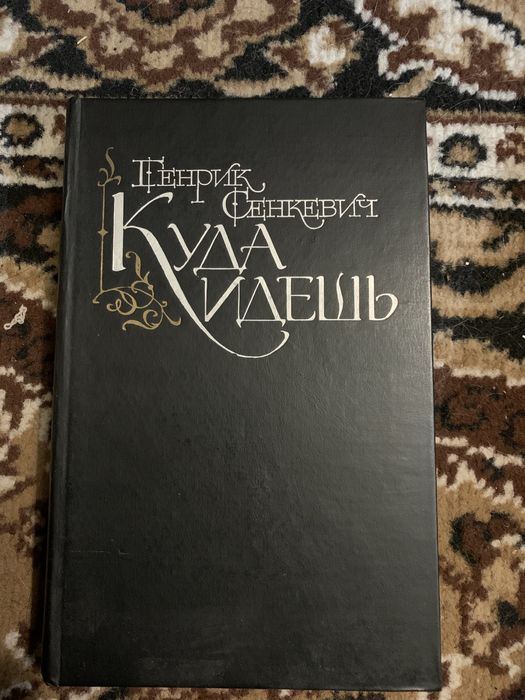 Генрик
Сенкевич
Куда
идешь